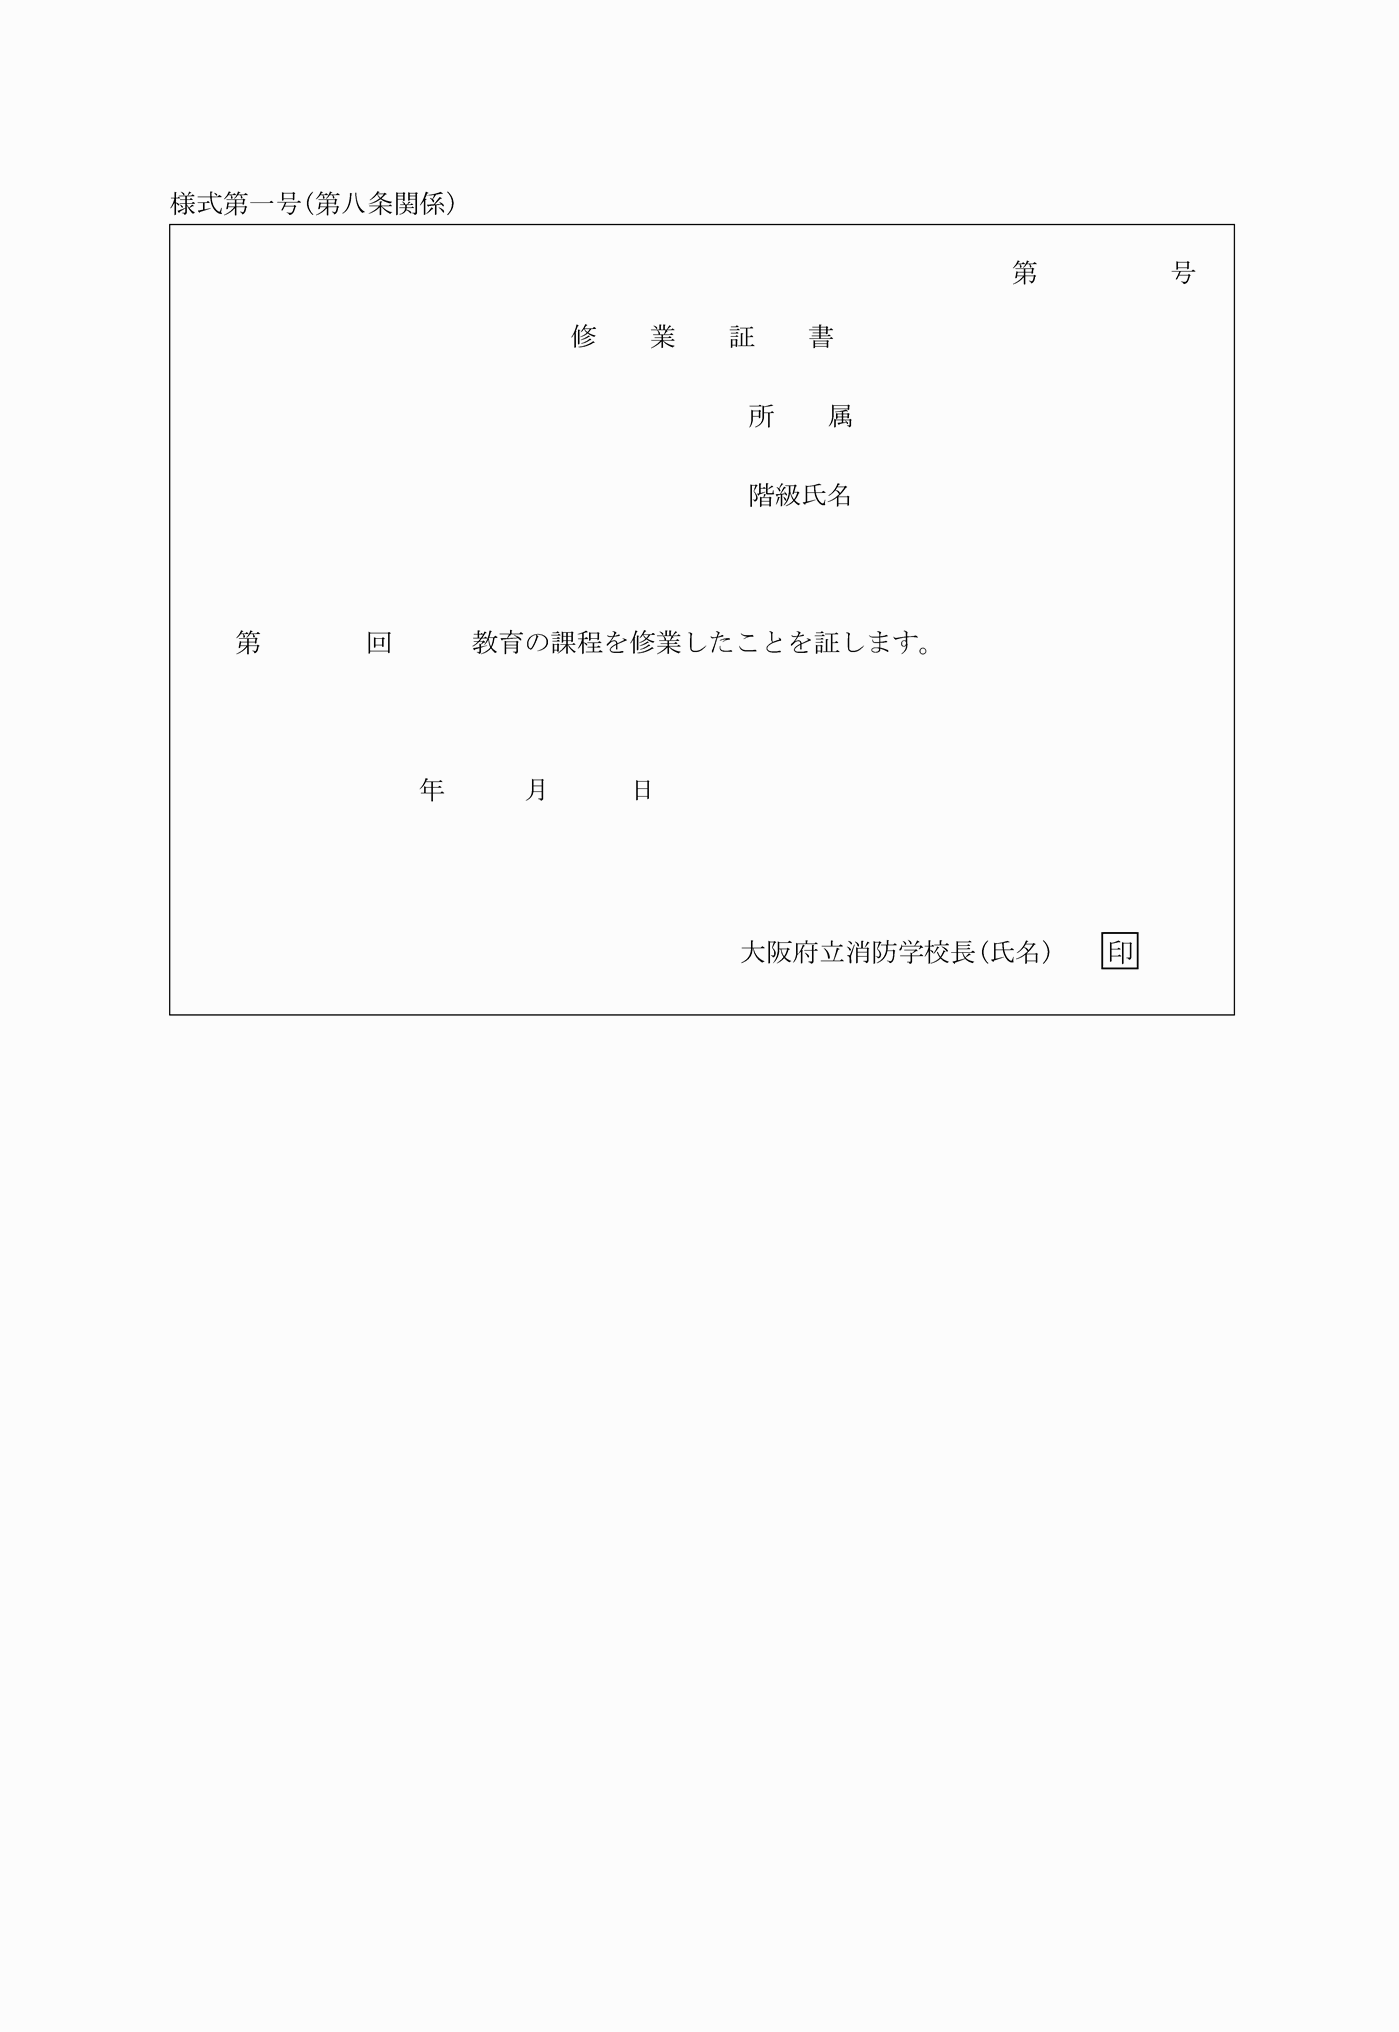 様式第一号(第八条関係)
第　　　　　号
修　　業　　証　　書
所　　属
階級氏名
第　　　　回　　　教育の課程を修業したことを証します。
年　　　月　　　日
大阪府立消防学校長(氏名)　　印